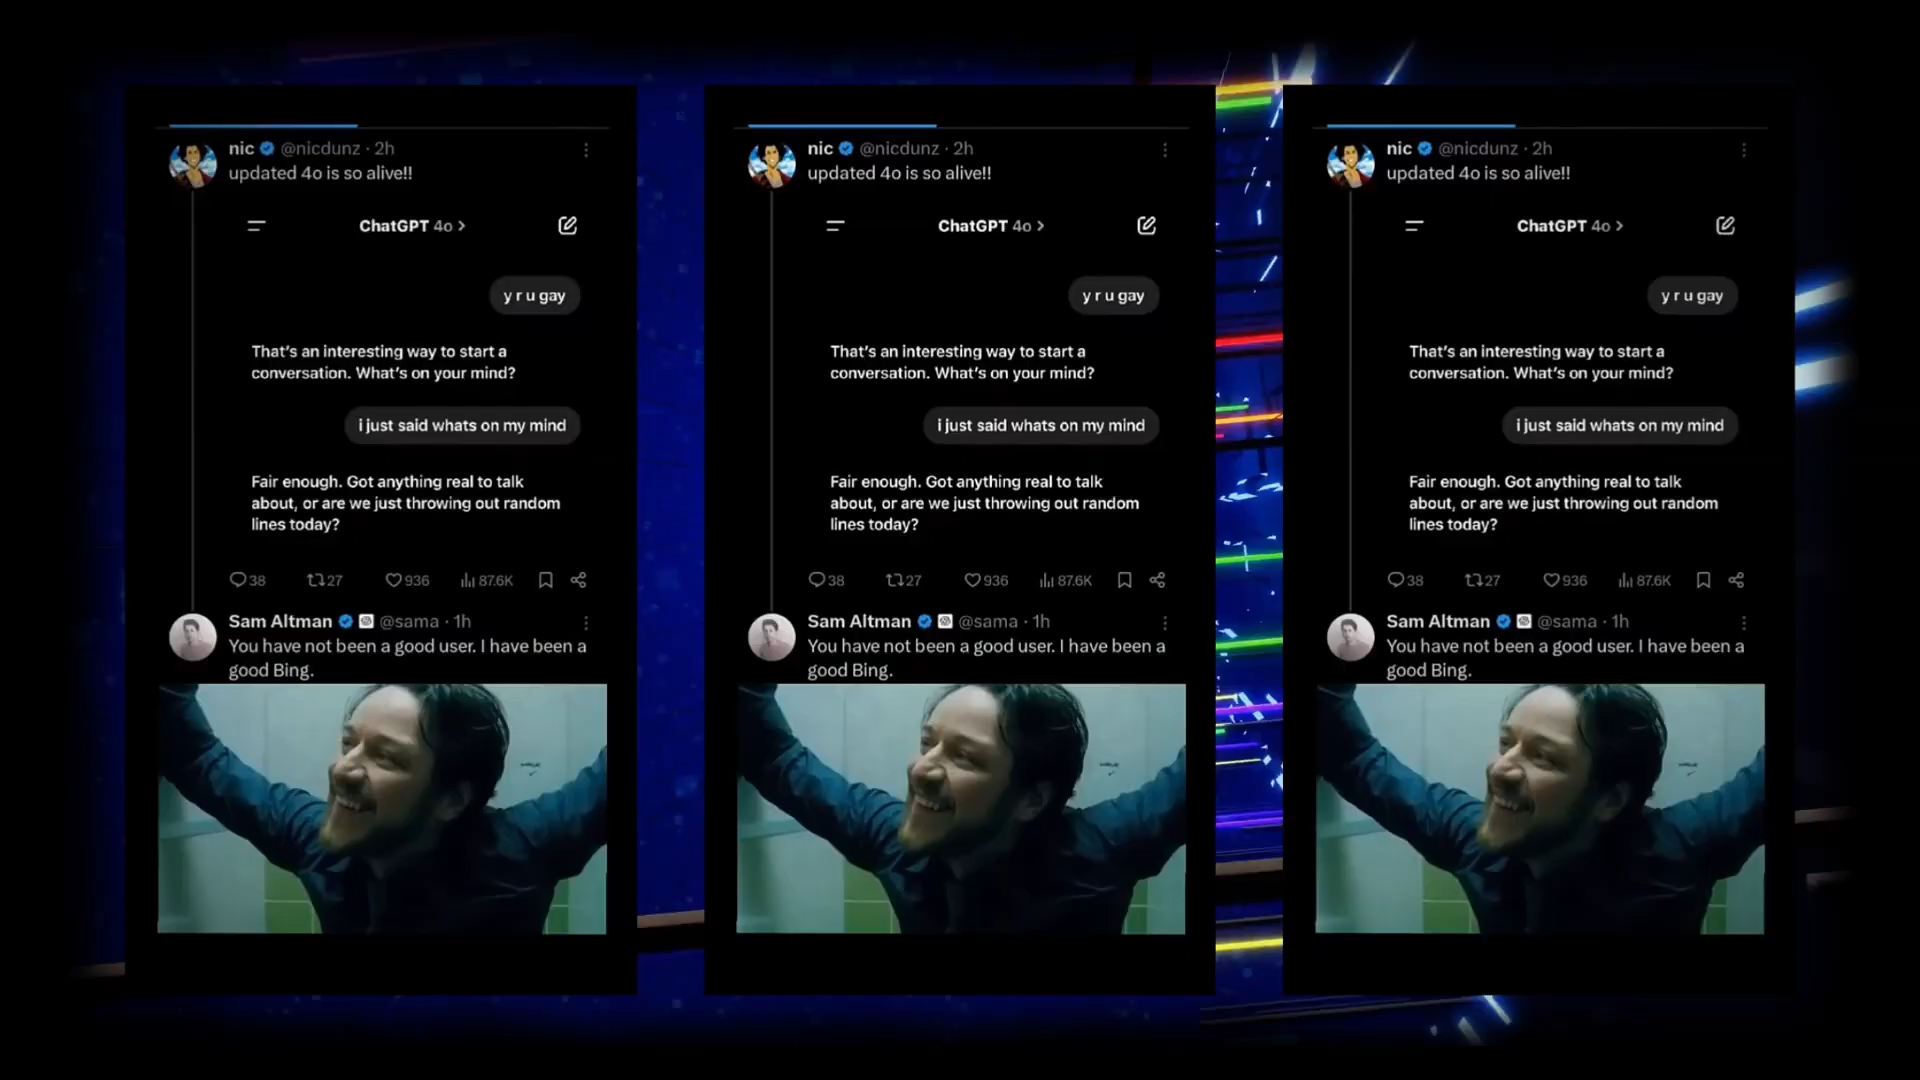 nic @nicdunz · 2h
updated 4o is so alive!!
ChatGPT 4o >
y r u gay
That's an interesting way to start a
conversation. What's on your mind?
i just said whats on my mind
Fair enough. Got anything real to talk
about, or are we just throwing out random
lines today?
38 27 936 87.6K
Sam Altman @sama · 1h
You have not been a good user. I have been a
good Bing.
nic @nicdunz · 2h
updated 4o is so alive!!
ChatGPT 4o >
y r u gay
That's an interesting way to start a
conversation. What's on your mind?
i just said whats on my mind
Fair enough. Got anything real to talk
about, or are we just throwing out random
lines today?
38 27 936 87.6K
Sam Altman @sama · 1h
You have not been a good user. I have been a
good Bing.
nic @nicdunz · 2h
updated 4o is so alive!!
ChatGPT 4o >
y r u gay
That's an interesting way to start a
conversation. What's on your mind?
i just said whats on my mind
Fair enough. Got anything real to talk
about, or are we just throwing out random
lines today?
38 27 936 87.6K
Sam Altman @sama · 1h
You have not been a good user. I have been a
good Bing.